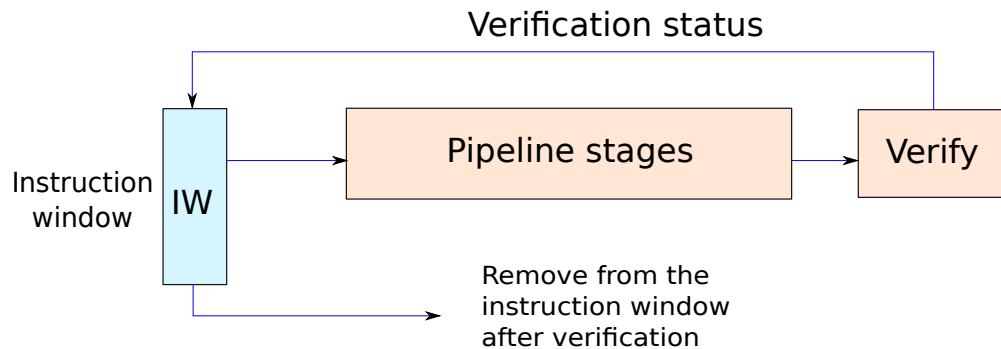 Verification status
Pipeline stages
Verify
Instruction
window
IW
Remove from the
instruction window
after verification